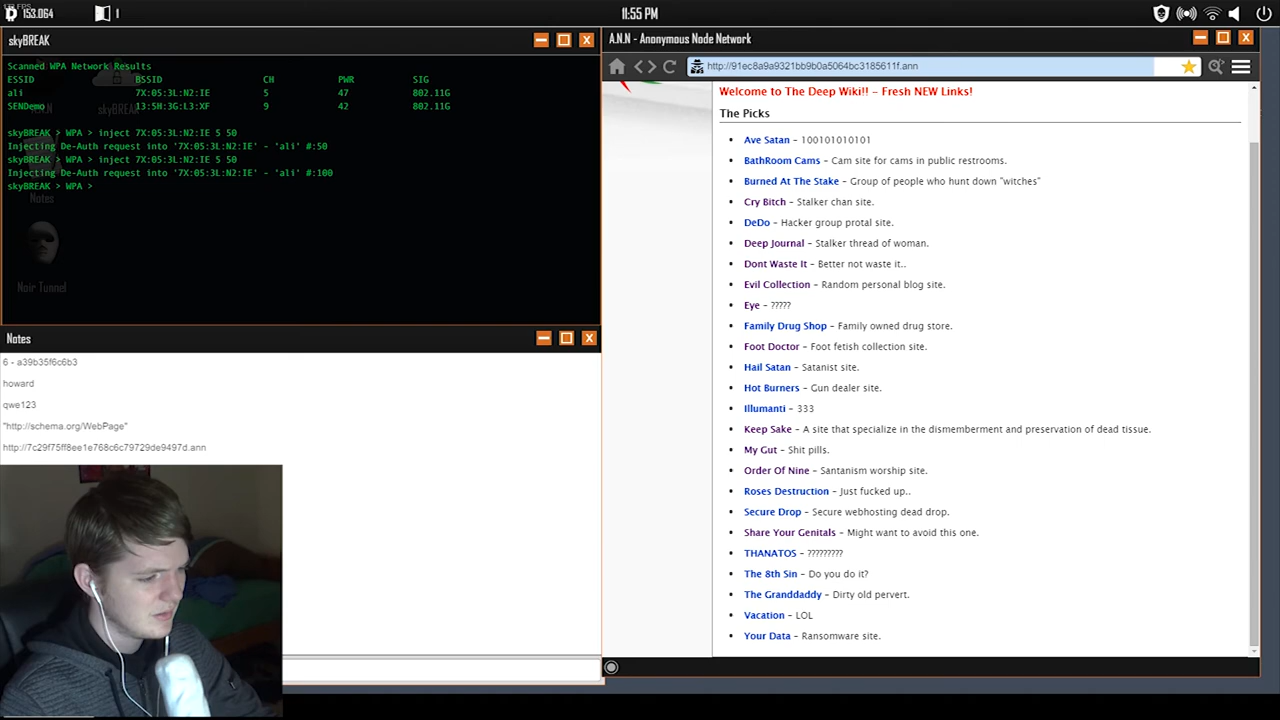 153.064
1
11:55 PM
skyBREAK
Scanned WPA Network Results
ESSID BSSID CH PWR SIG
ali 7X:05:3L:N2:IE 5 47 802.11G
SENDemo 13:5H:3G:L3:XF 9 42 802.11G
skyBREAK > WPA > inject 7X:05:3L:N2:IE 5 50
Injecting De-Auth request into '7X:05:3L:N2:IE' - 'ali' #:50
skyBREAK > WPA > inject 7X:05:3L:N2:IE 5 50
Injecting De-Auth request into '7X:05:3L:N2:IE' - 'ali' #:100
skyBREAK > WPA >
Notes
Noir Tunnel
Notes
6 - a39b35f6c6b3
howard
qwe123
"http://schema.org/WebPage"
http://7c29f75ff8ee1e768c6c79729de9497d.ann
A.N.N - Anonymous Node Network
http://91ec8a9a9321bb9b0a5064bc3185611f.ann
Welcome to The Deep Wiki!! - Fresh NEW Links!
The Picks
Ave Satan - 100101010101
BathRoom Cams - Cam site for cams in public restrooms.
Burned At The Stake - Group of people who hunt down "witches"
Cry Bitch - Stalker chan site.
DeDo - Hacker group protal site.
Deep Journal - Stalker thread of woman.
Dont Waste It - Better not waste it..
Evil Collection - Random personal blog site.
Eye - ?????
Family Drug Shop - Family owned drug store.
Foot Doctor - Foot fetish collection site.
Hail Satan - Satanist site.
Hot Burners - Gun dealer site.
Illumanti - 333
Keep Sake - A site that specialize in the dismemberment and preservation of dead tissue.
My Gut - Shit pills.
Order Of Nine - Santanism worship site.
Roses Destruction - Just fucked up..
Secure Drop - Secure webhosting dead drop.
Share Your Genitals - Might want to avoid this one.
THANATOS - ?????????
The 8th Sin - Do you do it?
The Granddaddy - Dirty old pervert.
Vacation - LOL
Your Data - Ransomware site.